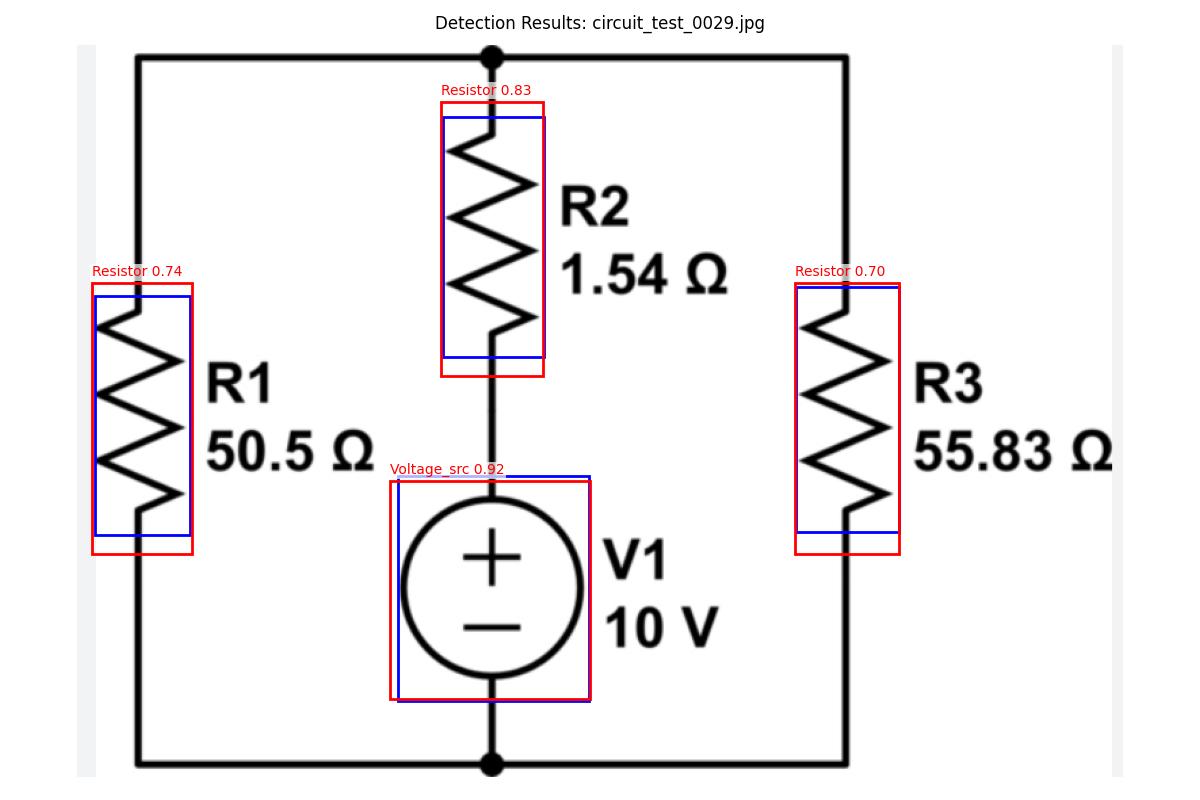 Detection Results: circuit_test_0029.jpg
Resistor 0.83
R2
1.54 Ω
Resistor 0.74
R1
50.5 Ω
Resistor 0.70
R3
55.83 Ω
Voltage_src 0.92
V1
10 V